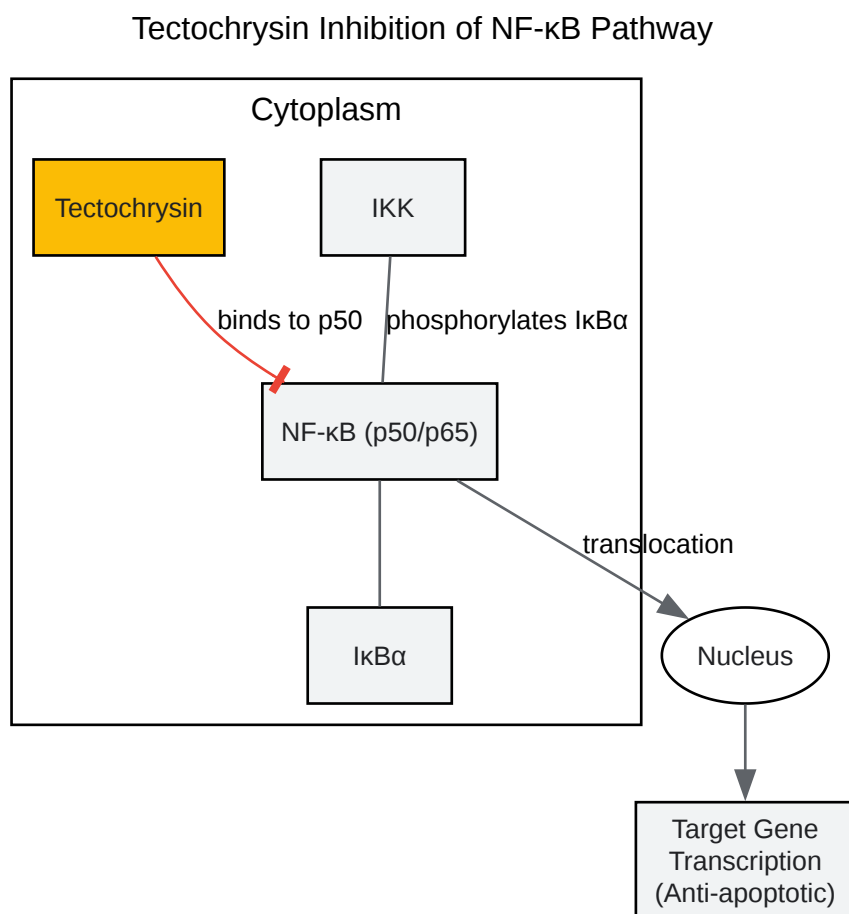 Tectochrysin Inhibition of NF-κB Pathway
Cytoplasm
Tectochrysin
IKK
binds to p50
phosphorylates IκBα
NF-κB (p50/p65)
translocation
IκBα
Nucleus
Target Gene
Transcription
(Anti-apoptotic)